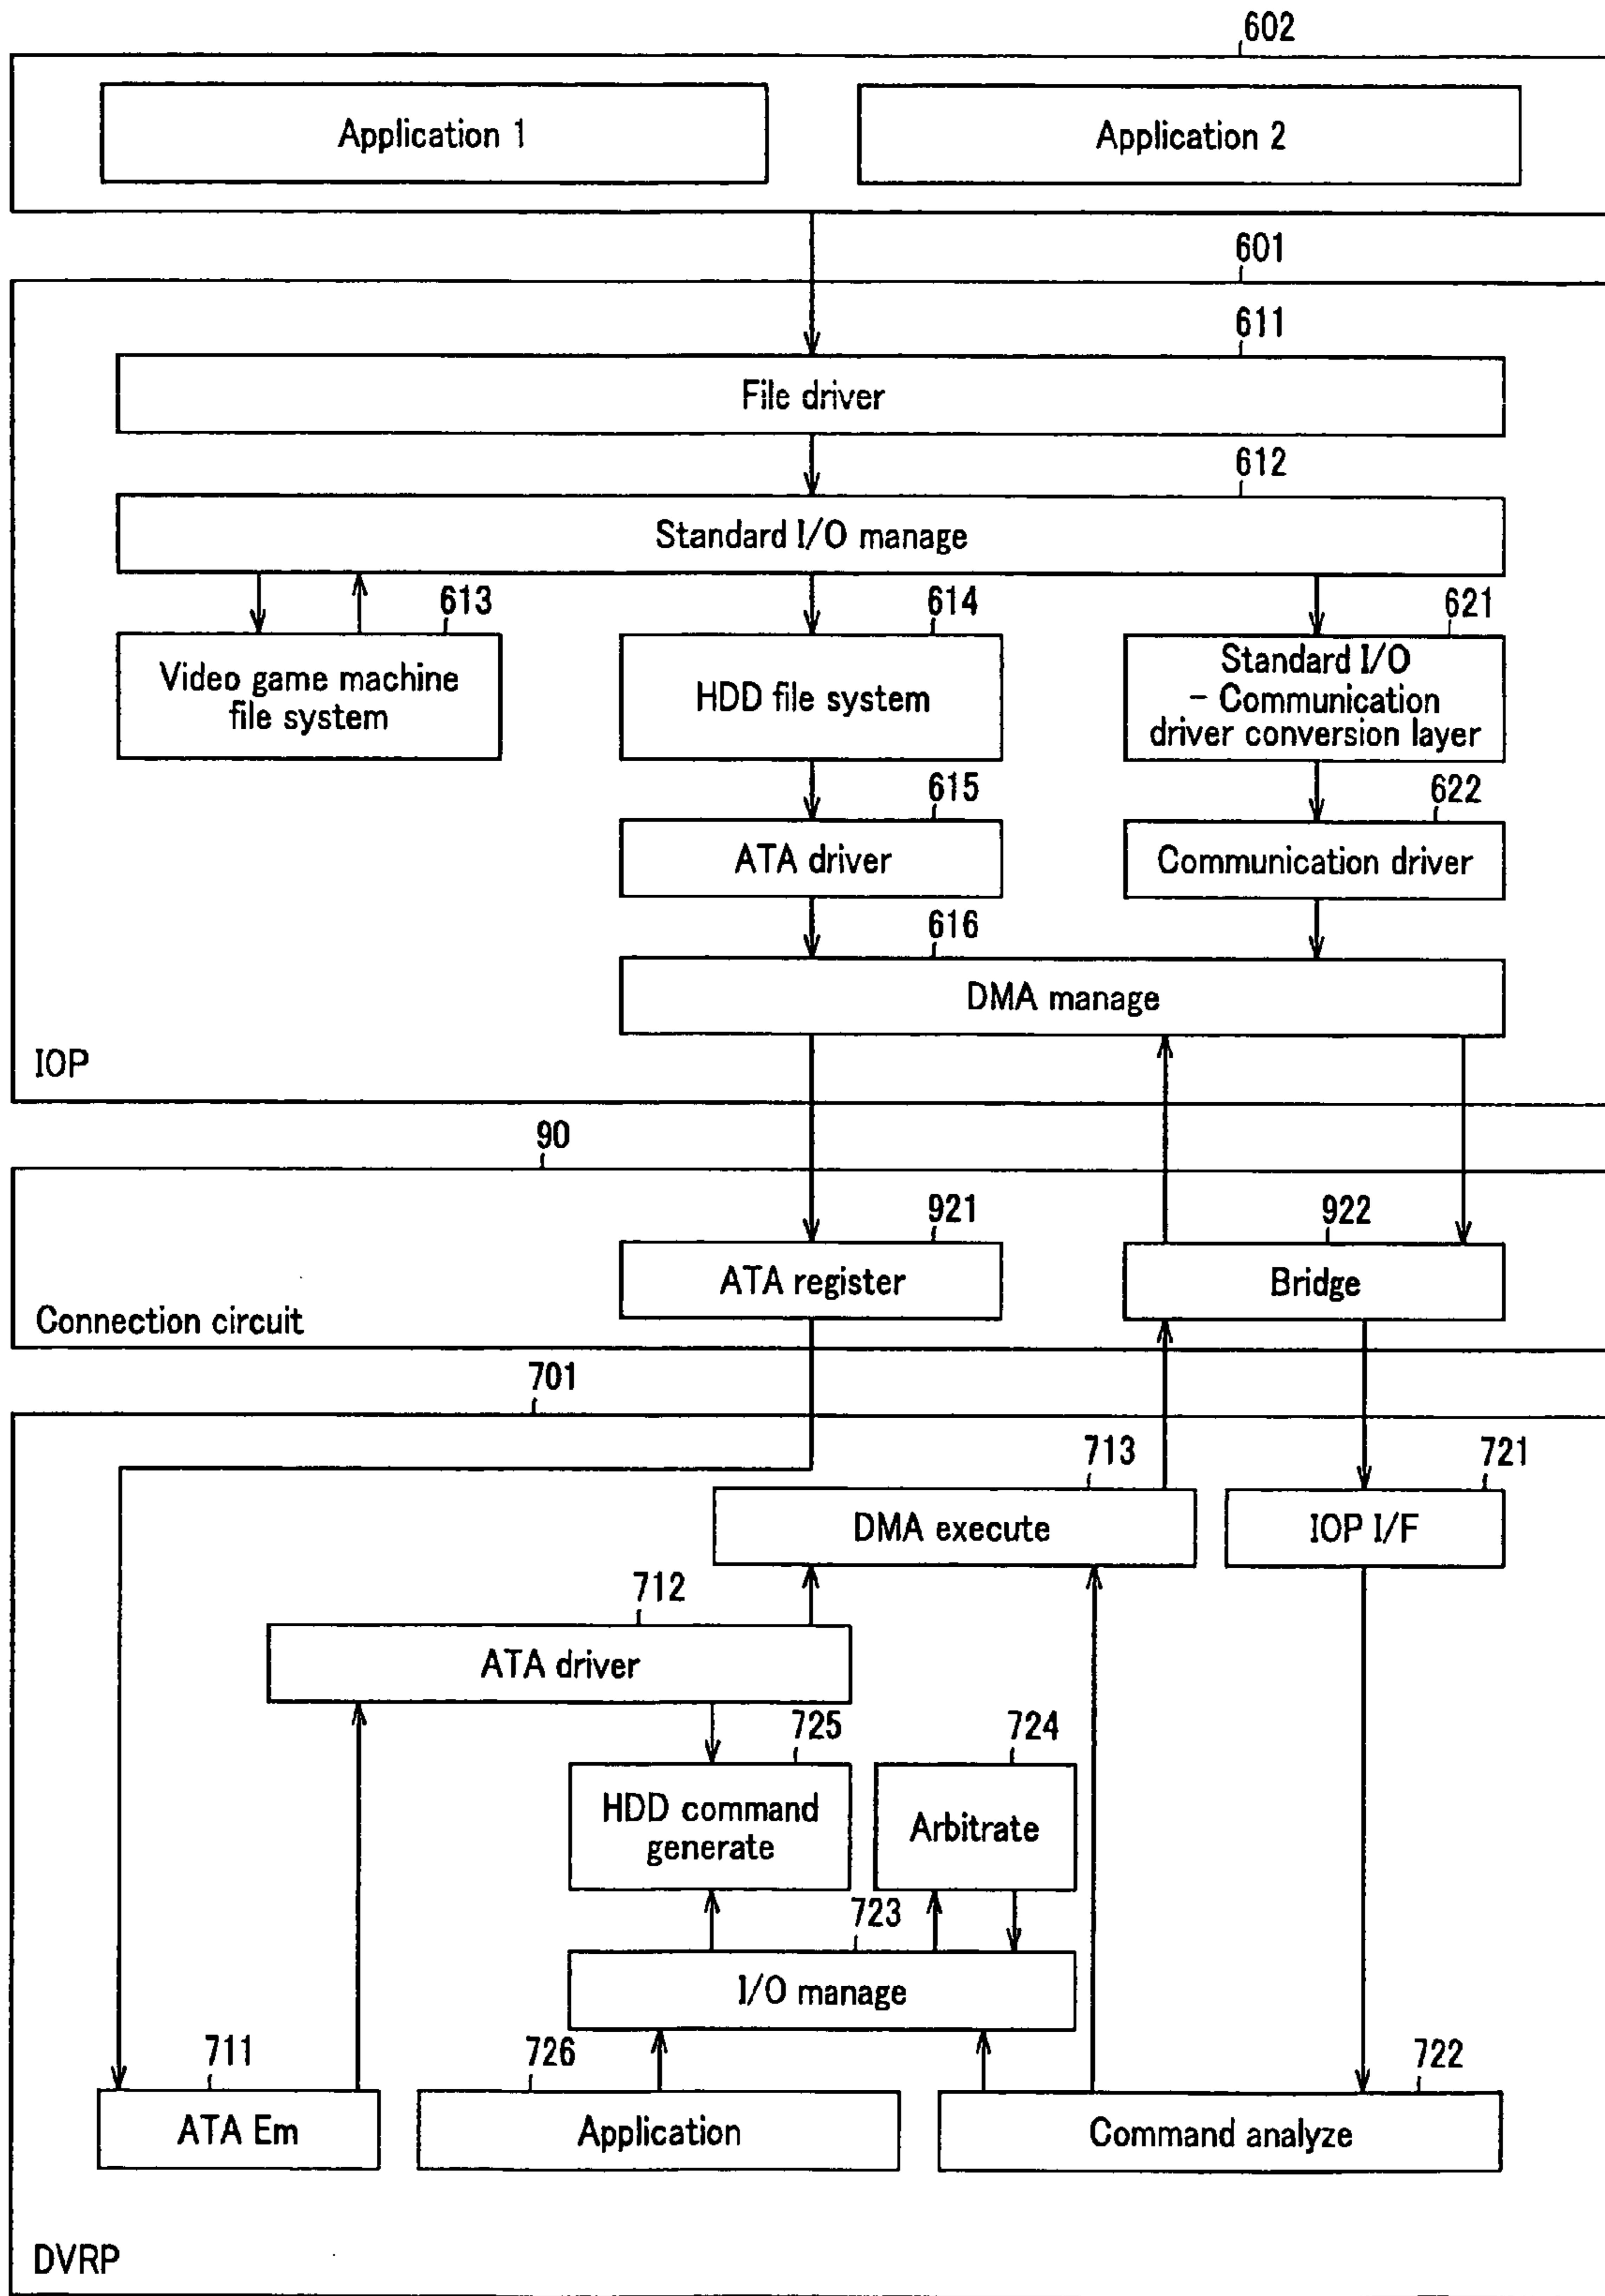 602
Application 1
Application 2
601
611
File driver
612
Standard I/O manage
613
614
621
Video game machine
file system
HDD file system
Standard I/O
- Communication
driver conversion layer
615
622
ATA driver
Communication driver
616
DMA manage
IOP
90
921
922
ATA register
Bridge
Connection circuit
701
713
721
DMA execute
IOP I/F
712
ATA driver
725
724
HDD command
generate
Arbitrate
723
I/O manage
711
726
722
ATA Em
Application
Command analyze
DVRP